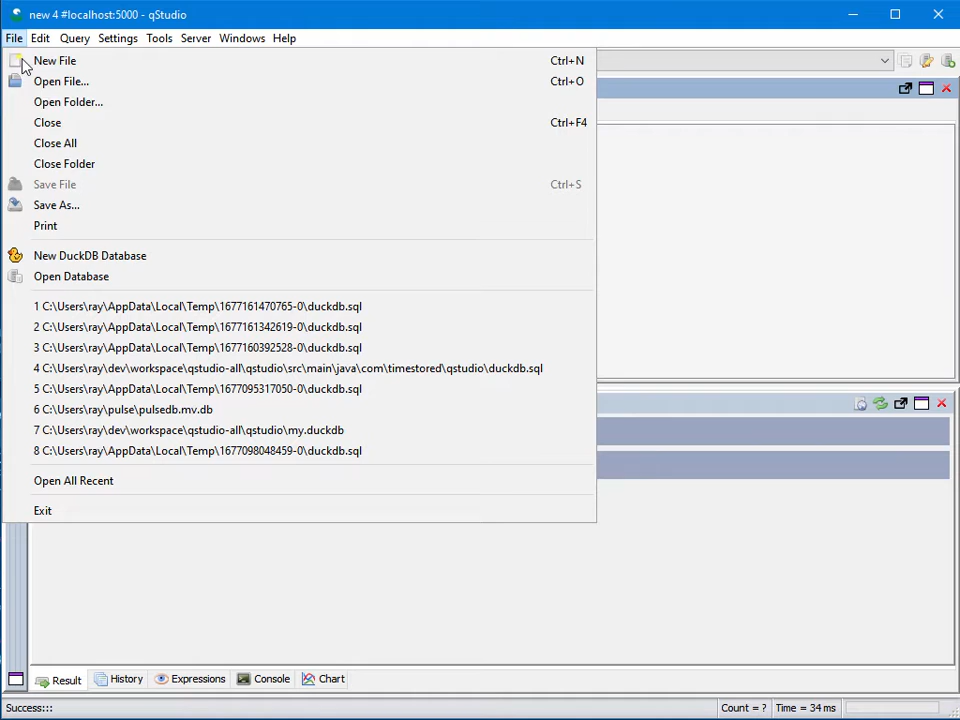 new 4 #localhost:5000 - qStudio
File Edit Query Settings Tools Server Windows Help
New File Ctrl+N
Open File... Ctrl+O
Open Folder...
Close Ctrl+F4
Close All
Close Folder
Save File Ctrl+S
Save As...
Print
New DuckDB Database
Open Database
1 C:\Users\ray\AppData\Local\Temp\1677161470765-0\duckdb.sql
2 C:\Users\ray\AppData\Local\Temp\1677161342619-0\duckdb.sql
3 C:\Users\ray\AppData\Local\Temp\1677160392528-0\duckdb.sql
4 C:\Users\ray\dev\workspace\qstudio-all\qstudio\src\main\java\com\timestored\qstudio\duckdb.sql
5 C:\Users\ray\AppData\Local\Temp\1677095317050-0\duckdb.sql
6 C:\Users\ray\pulse\pulsedb.mv.db
7 C:\Users\ray\dev\workspace\qstudio-all\qstudio\my.duckdb
8 C:\Users\ray\AppData\Local\Temp\1677098048459-0\duckdb.sql
Open All Recent
Exit
Result History Expressions Console Chart
Success::: Count = ? Time = 34 ms